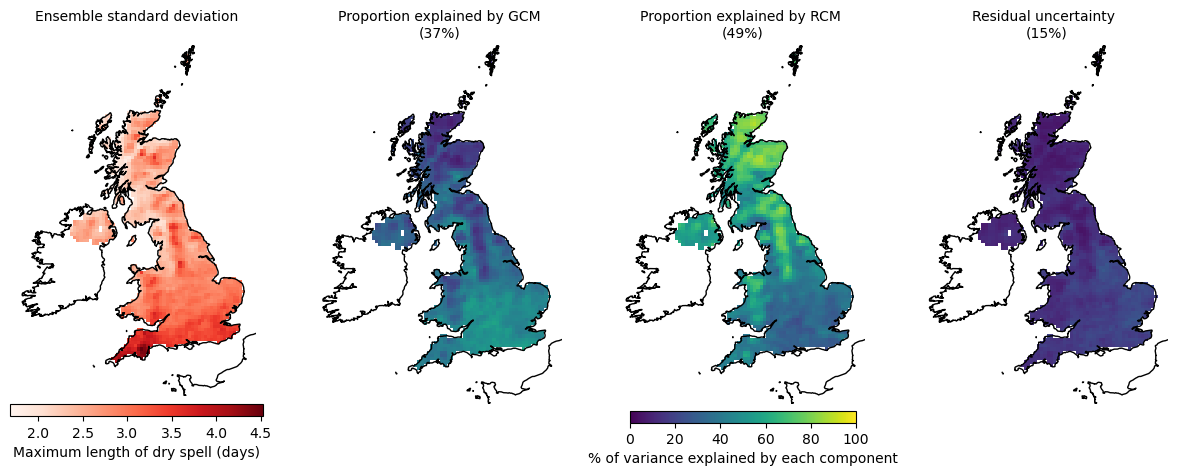 Ensemble standard deviation
Proportion explained by GCM
(37%)
Proportion explained by RCM
(49%)
Residual uncertainty
(15%)
2.0 2.5 3.0 3.5 4.0 4.5
Maximum length of dry spell (days)
0 20 40 60 80 100
% of variance explained by each component